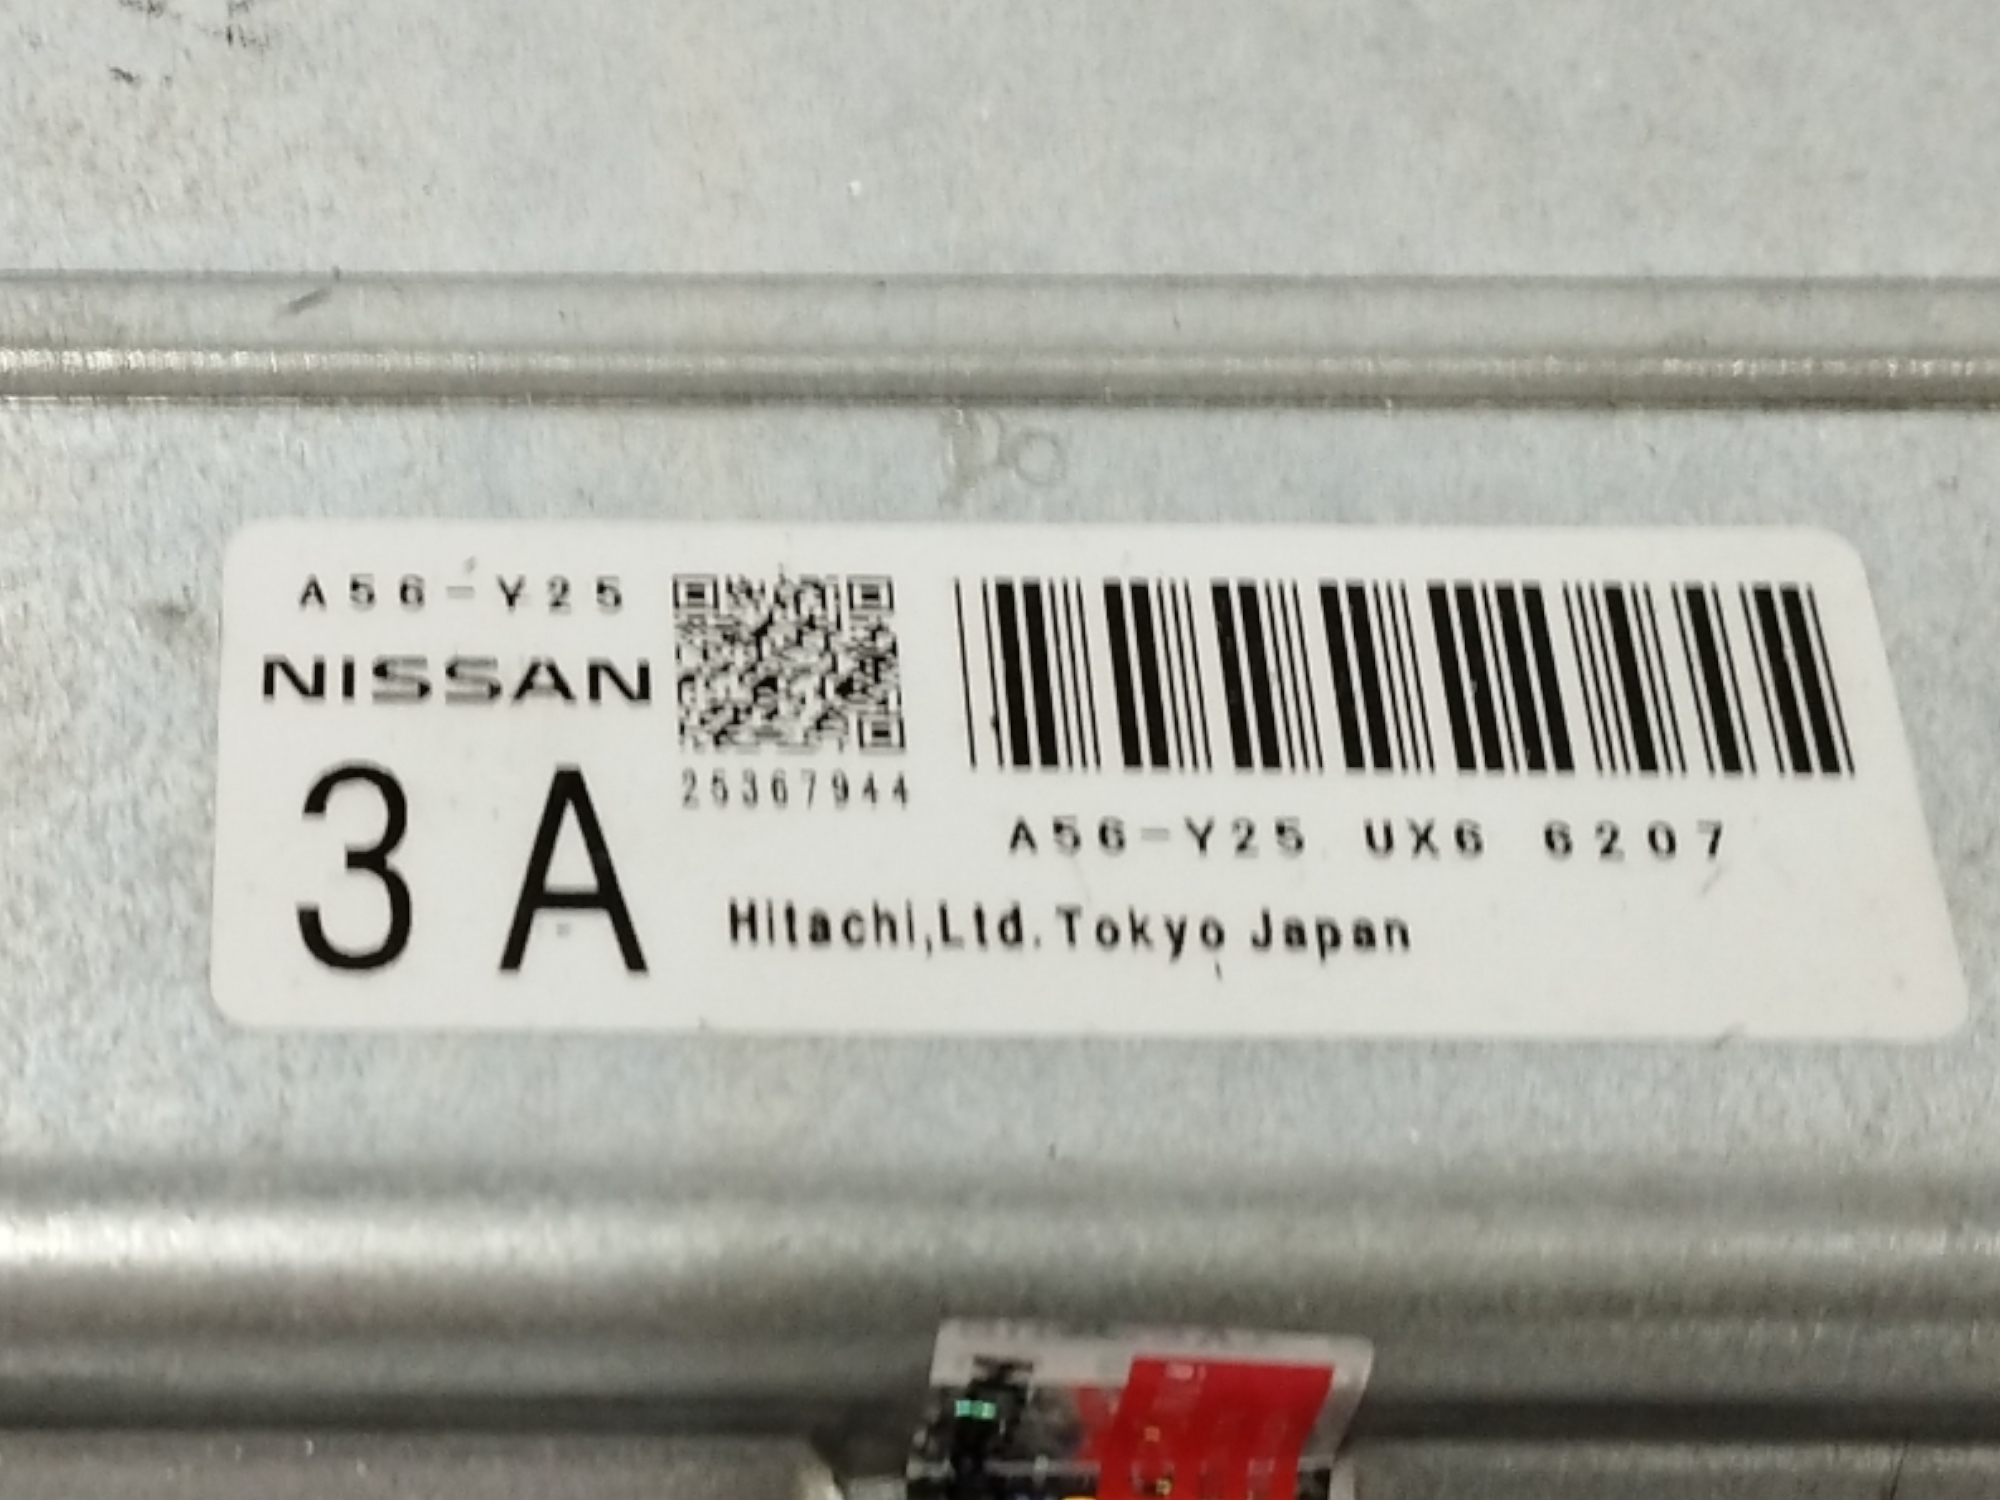 A56-Y25
NISSAN
3A
25367944
A56-Y25 UX6 6207
Hitachi,Ltd.Tokyo Japan